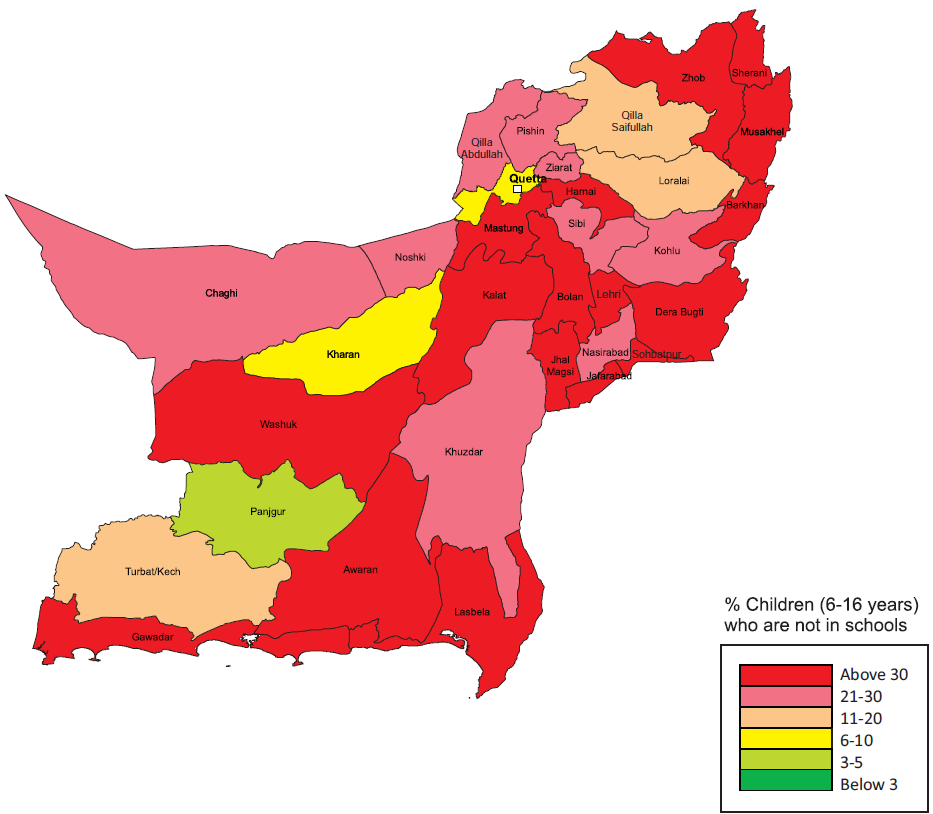 Zhob
Sherani
Qilla
Saifullah
Musakhel
Pishin
Qilla
Abdullah
Ziarat
Quetta
Loralai
Harnai
Barkhan
Sibi
Mastung
Kohlu
Noshki
Chaghi
Kalat
Bolan
Lehri
Dera Bugti
Kharan
Nasirabad
Sohbatpur
Jhal
Magsi
Jafarabad
Washuk
Khuzdar
Panjgur
Turbat/Kech
Awaran
Lasbela
Gawadar
% Children (6-16 years)
who are not in schools
Above 30
21-30
11-20
6-10
3-5
Below 3